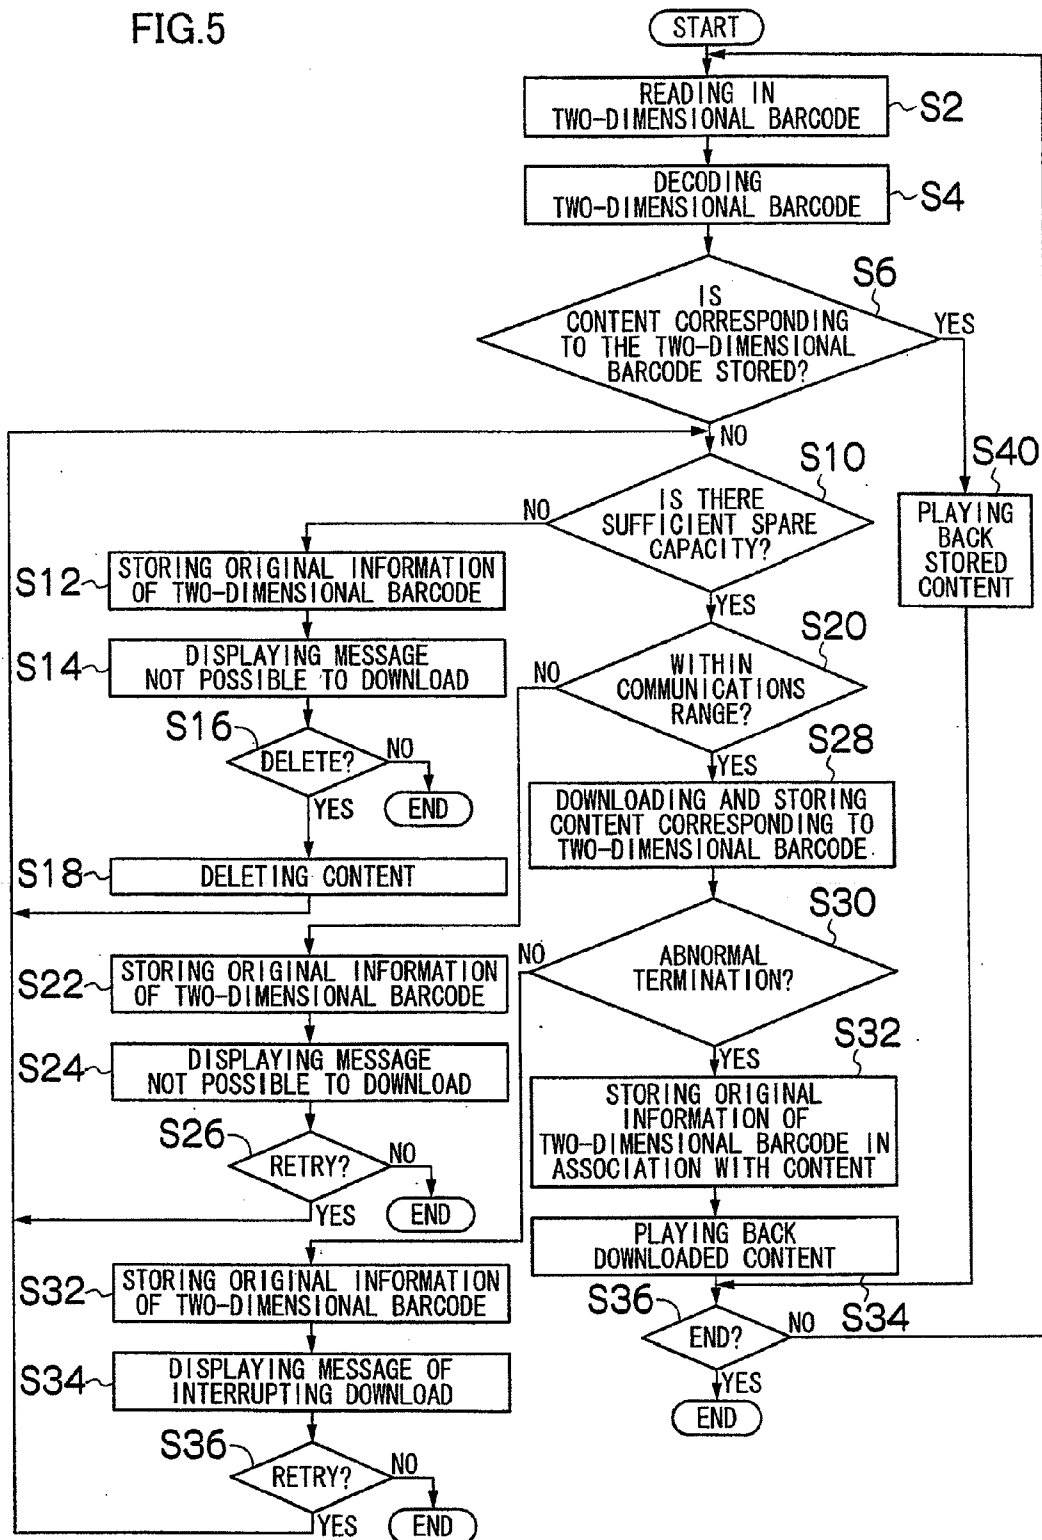 FIG.5
START
READING IN
TWO-DIMENSIONAL BARCODE
S2
DECODING
TWO-DIMENSIONAL BARCODE
S4
S6
IS
CONTENT CORRESPONDING
TO THE TWO-DIMENSIONAL
BARCODE STORED?
YES
NO
S40
PLAYING
BACK
STORED
CONTENT
S10
IS THERE
SUFFICIENT SPARE
CAPACITY?
NO
YES
S12
STORING ORIGINAL INFORMATION
OF TWO-DIMENSIONAL BARCODE
S14
DISPLAYING MESSAGE
NOT POSSIBLE TO DOWNLOAD
S16
DELETE?
NO
END
YES
S18
DELETING CONTENT
S20
WITHIN
COMMUNICATIONS
RANGE?
NO
YES
S28
DOWNLOADING AND STORING
CONTENT CORRESPONDING TO
TWO-DIMENSIONAL BARCODE
S22
STORING ORIGINAL INFORMATION
OF TWO-DIMENSIONAL BARCODE
S24
DISPLAYING MESSAGE
NOT POSSIBLE TO DOWNLOAD
S26
RETRY?
NO
END
YES
S30
ABNORMAL
TERMINATION?
NO
YES
S32
STORING ORIGINAL
INFORMATION OF
TWO-DIMENSIONAL BARCODE IN
ASSOCIATION WITH CONTENT
PLAYING BACK
DOWNLOADED CONTENT
S34
S36
END?
NO
YES
END
S32
STORING ORIGINAL INFORMATION
OF TWO-DIMENSIONAL BARCODE
S34
DISPLAYING MESSAGE OF
INTERRUPTING DOWNLOAD
S36
RETRY?
NO
END
YES